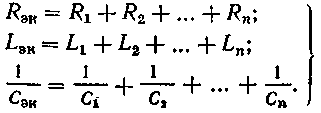 Rэк = R1 + R2 + ... + Rn;
Lэк = L1 + L2 + ... + Ln;
1/Cэк = 1/C1 + 1/C2 + ... + 1/Cn.